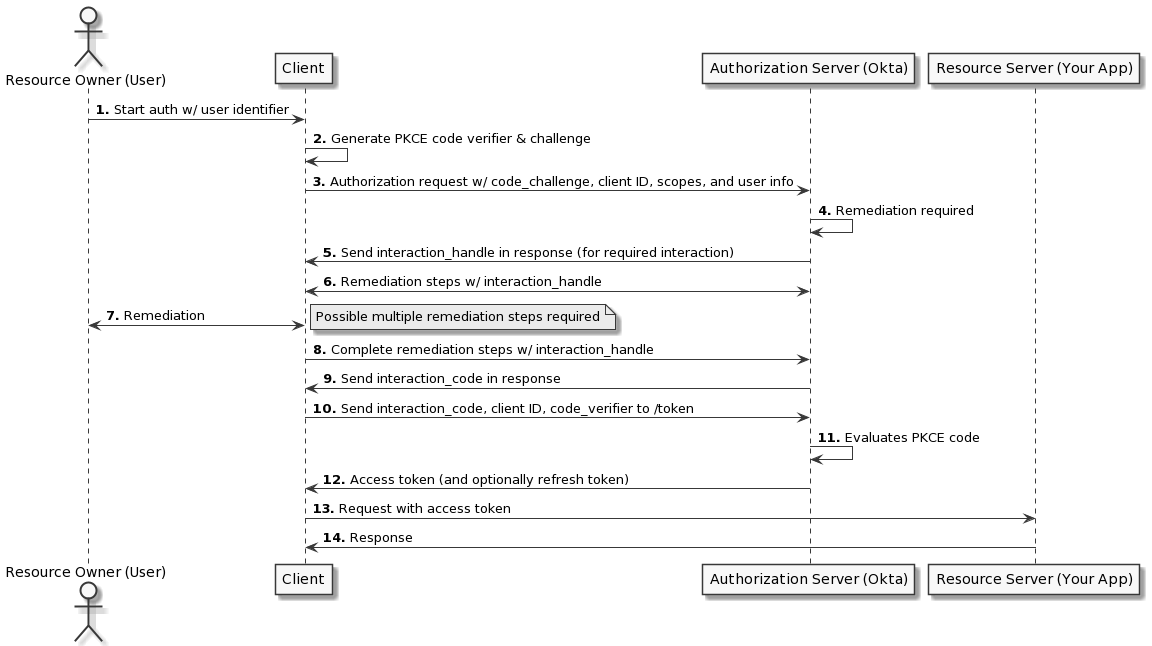 Resource Owner (User)
Client
Authorization Server (Okta)
Resource Server (Your App)
1. Start auth w/ user identifier
2. Generate PKCE code verifier & challenge
3. Authorization request w/ code_challenge, client ID, scopes, and user info
4. Remediation required
5. Send interaction_handle in response (for required interaction)
6. Remediation steps w/ interaction_handle
7. Remediation
Possible multiple remediation steps required
8. Complete remediation steps w/ interaction_handle
9. Send interaction_code in response
10. Send interaction_code, client ID, code_verifier to /token
11. Evaluates PKCE code
12. Access token (and optionally refresh token)
13. Request with access token
14. Response
Resource Owner (User)
Client
Authorization Server (Okta)
Resource Server (Your App)